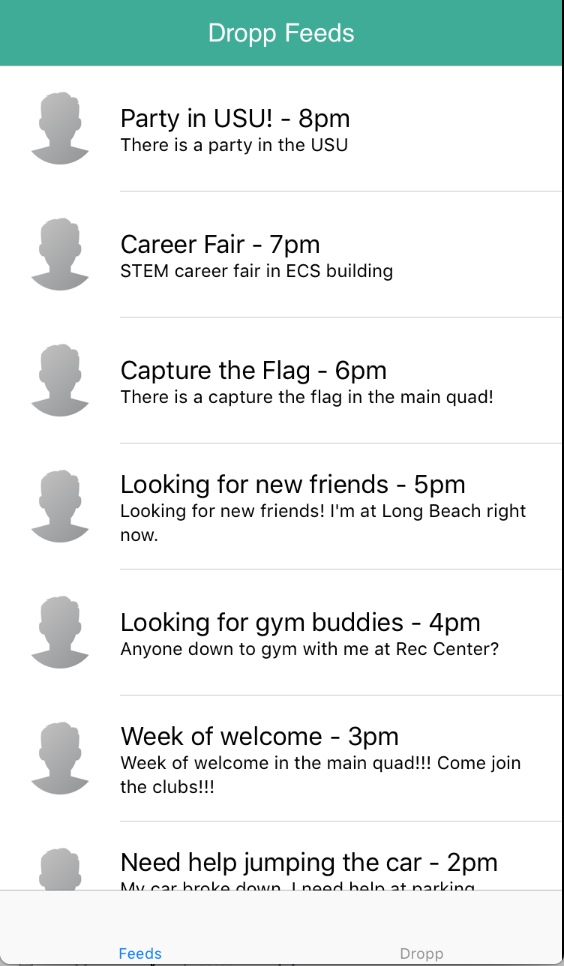 Dropp Feeds
Party in USU! - 8pm
There is a party in the USU
Career Fair - 7pm
STEM career fair in ECS building
Capture the Flag - 6pm
There is a capture the flag in the main quad!
Looking for new friends - 5pm
Looking for new friends! I'm at Long Beach right
now.
Looking for gym buddies - 4pm
Anyone down to gym with me at Rec Center?
Week of welcome - 3pm
Week of welcome in the main quad!!! Come join
the clubs!!!
Need help jumping the car - 2pm
My car broke down. I need help at parking
Feeds
Dropp